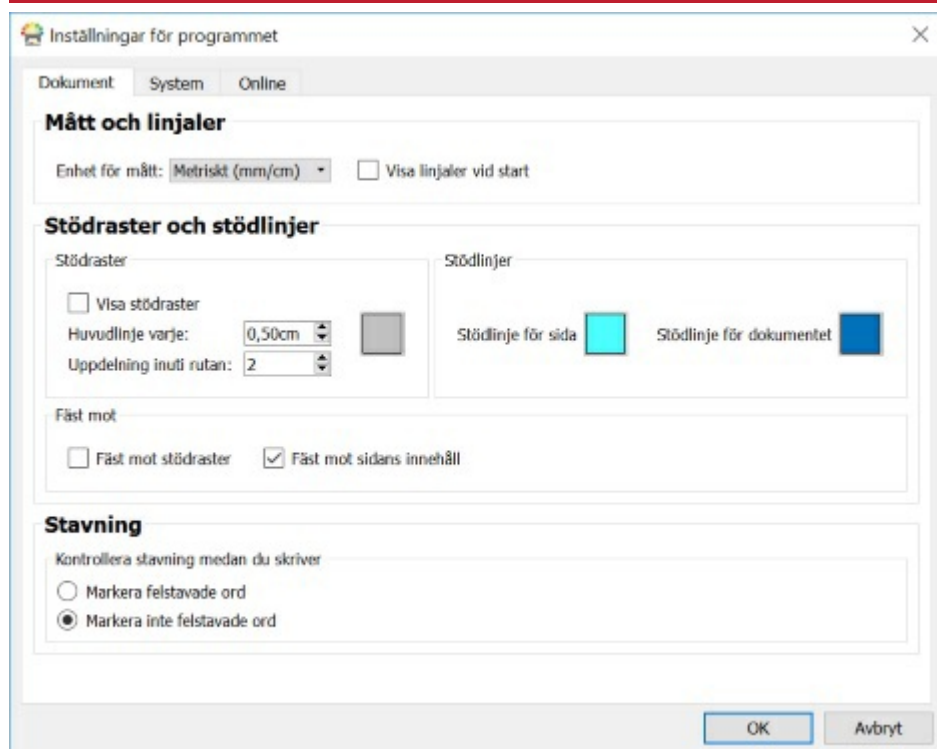 Inställningar för programmet
Dokument System Online
Mått och linjaler
Enhet för mått: Metriskt (mm/cm) Visa linjaler vid start
Stödraster och stödlinjer
Stödraster
Stödlinjer
Visa stödraster
Huvudlinje varje: 0,50cm
Uppdelning inuti rutan: 2
Stödlinje för sida Stödlinje för dokumentet
Fäst mot
Fäst mot stödraster Fäst mot sidans innehåll
Stavning
Kontrollera stavning medan du skriver
Markera felstavade ord
Markera inte felstavade ord
OK Avbryt